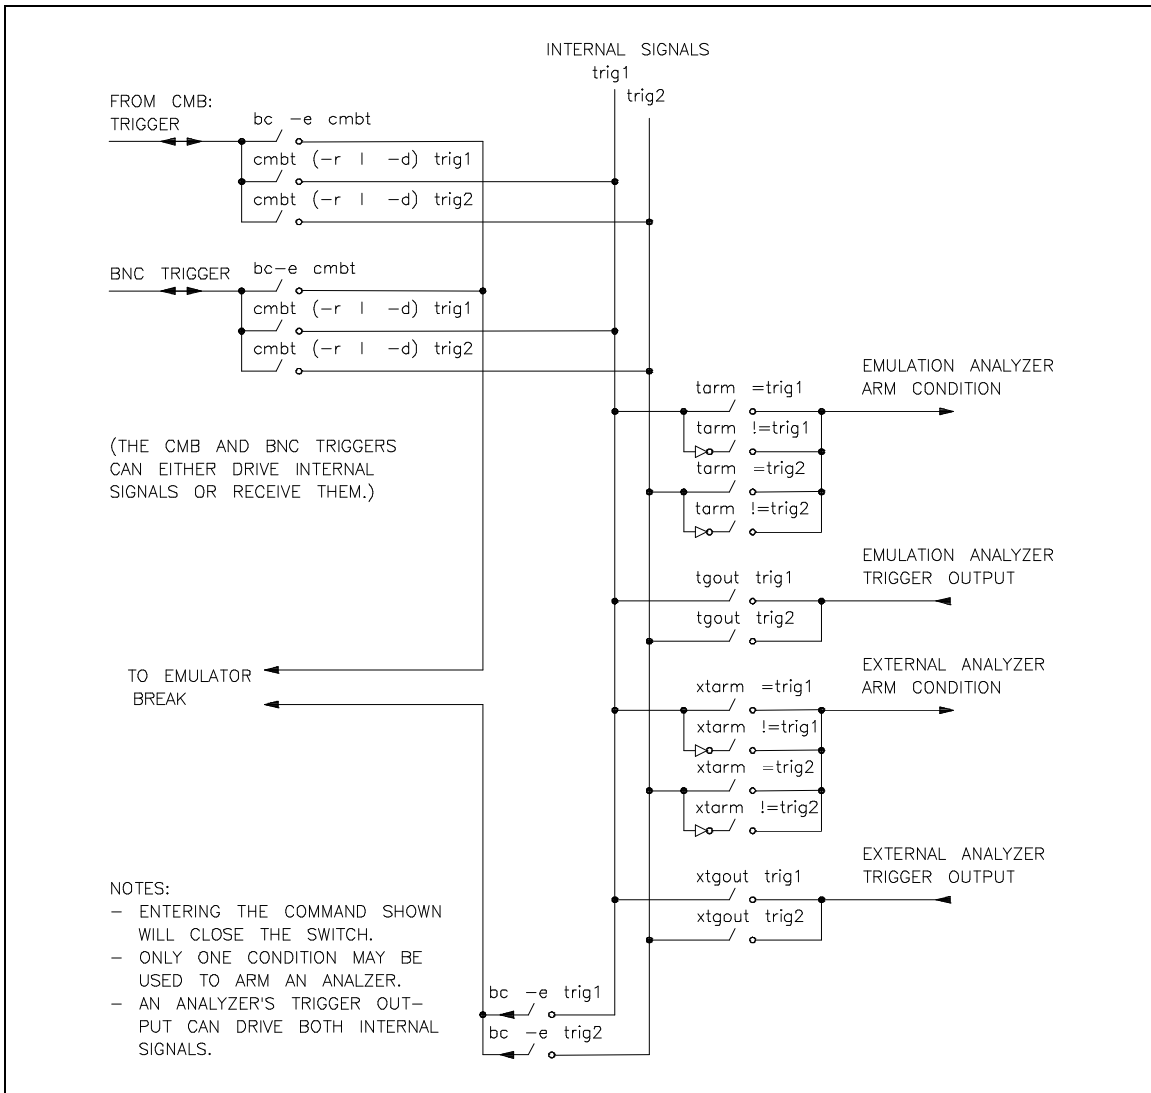 INTERNAL SIGNALS
trig1
trig2
FROM CMB:
TRIGGER
bc -e cmbt
cmbt (-r | -d) trig1
cmbt (-r | -d) trig2
BNC TRIGGER
bc-e cmbt
cmbt (-r | -d) trig1
cmbt (-r | -d) trig2
(THE CMB AND BNC TRIGGERS
CAN EITHER DRIVE INTERNAL
SIGNALS OR RECEIVE THEM.)
tarm =trig1
tarm !=trig1
tarm =trig2
tarm !=trig2
EMULATION ANALYZER
ARM CONDITION
tgout trig1
tgout trig2
EMULATION ANALYZER
TRIGGER OUTPUT
TO EMULATOR
BREAK
xtarm =trig1
xtarm !=trig1
xtarm =trig2
xtarm !=trig2
EXTERNAL ANALYZER
ARM CONDITION
xtgout trig1
xtgout trig2
EXTERNAL ANALYZER
TRIGGER OUTPUT
NOTES:
- ENTERING THE COMMAND SHOWN
WILL CLOSE THE SWITCH.
- ONLY ONE CONDITION MAY BE
USED TO ARM AN ANALZER.
- AN ANALYZER'S TRIGGER OUT-
PUT CAN DRIVE BOTH INTERNAL
SIGNALS.
bc -e trig1
bc -e trig2